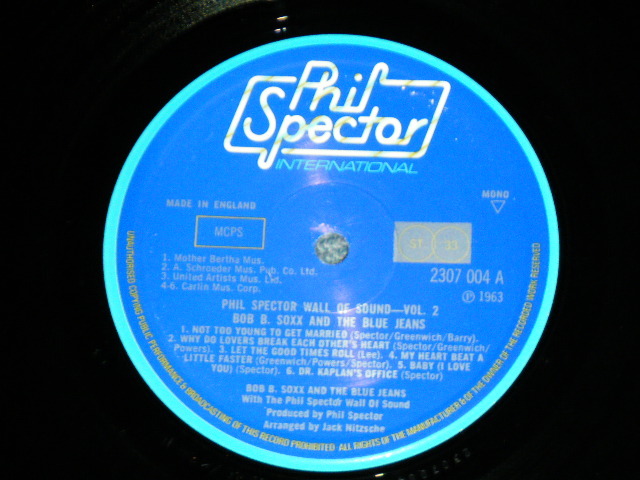 Phil
Spector
INTERNATIONAL
MADE IN ENGLAND
MONO
MCPS
ST. 33
1. Mother Bertha Mus.
2. A. Schroeder Mus. Pub. Co. Ltd.
3. United Artists Mus. Ltd.
4-6. Carlin Mus. Corp.
2307 004 A
Ⓟ 1963
PHIL SPECTOR WALL OF SOUND—VOL. 2
BOB B. SOXX AND THE BLUE JEANS
1. NOT TOO YOUNG TO GET MARRIED (Spector/Greenwich/Barry).
2. WHY DO LOVERS BREAK EACH OTHER'S HEART (Spector/Greenwich/
Powers). 3. LET THE GOOD TIMES ROLL (Lee). 4. MY HEART BEAT A
LITTLE FASTER (Greenwich/Powers/Spector). 5. BABY (I LOVE
YOU) (Spector). 6. DR. KAPLAN'S OFFICE (Spector)
BOB B. SOXX AND THE BLUE JEANS
With The Phil Spector Wall Of Sound
Produced by Phil Spector
Arranged by Jack Nitzsche
UNAUTHORISED COPYING PUBLIC PERFORMANCE & BROADCASTING OF THIS RECORD PROHIBITED ALL RIGHTS OF THE MANUFACTURER & OF THE OWNER OF THE RECORDED WORK RESERVED